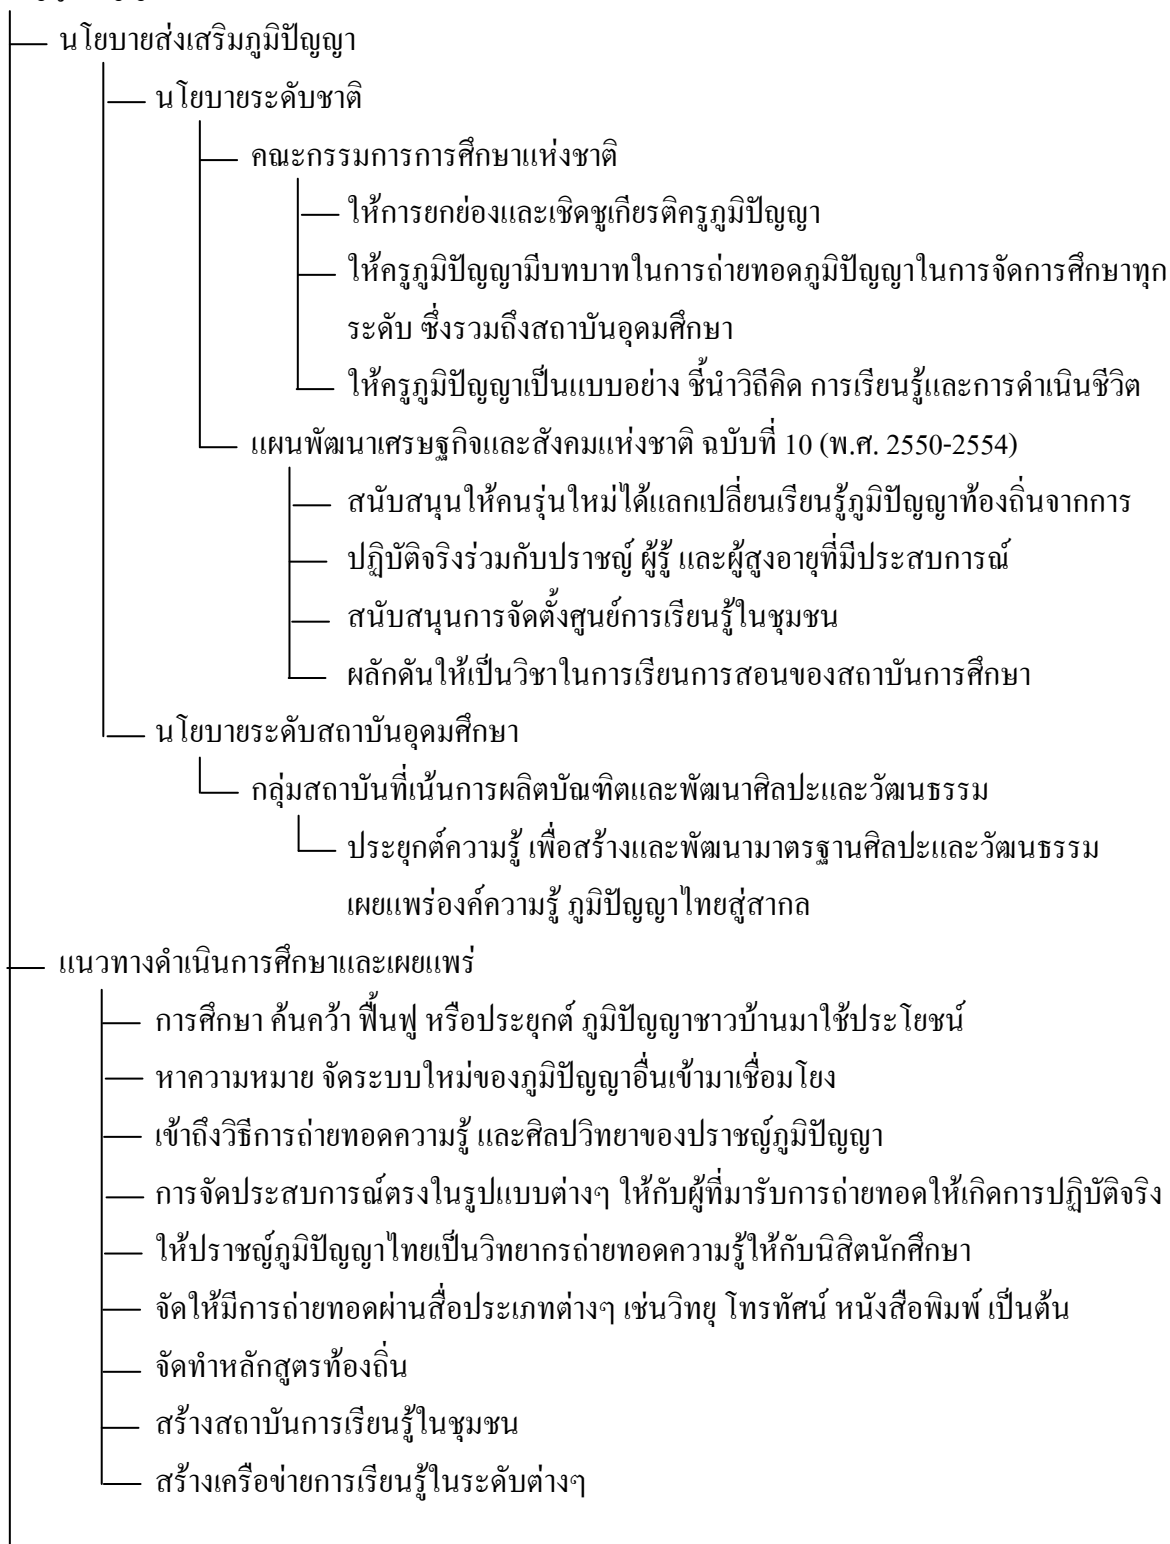 นโยบายส่งเสริมภูมิปัญญา
นโยบายระดับชาติ
คณะกรรมการการศึกษาแห่งชาติ
ให้การยกย่องและเชิดชูเกียรติครูภูมิปัญญา
ให้ครูภูมิปัญญามีบทบาทในการถ่ายทอดภูมิปัญญาในการจัดการศึกษาทุก
ระดับ ซึ่งรวมถึงสถาบันอุดมศึกษา
ให้ครูภูมิปัญญาเป็นแบบอย่าง ชี้นำวิถีคิด การเรียนรู้และการดำเนินชีวิต
แผนพัฒนาเศรษฐกิจและสังคมแห่งชาติ ฉบับที่ 10 (พ.ศ. 2550-2554)
สนับสนุนให้คนรุ่นใหม่ได้แลกเปลี่ยนเรียนรู้ภูมิปัญญาท้องถิ่นจากการ
ปฏิบัติจริงร่วมกับปราชญ์ ผู้รู้ และผู้สูงอายุที่มีประสบการณ์
สนับสนุนการจัดตั้งศูนย์การเรียนรู้ในชุมชน
ผลักดันให้เป็นวิชาในการเรียนการสอนของสถาบันการศึกษา
นโยบายระดับสถาบันอุดมศึกษา
กลุ่มสถาบันที่เน้นการผลิตบัณฑิตและพัฒนาศิลปะและวัฒนธรรม
ประยุกต์ความรู้ เพื่อสร้างและพัฒนามาตรฐานศิลปะและวัฒนธรรม
เผยแพร่องค์ความรู้ ภูมิปัญญาไทยสู่สากล
แนวทางดำเนินการศึกษาและเผยแพร่
การศึกษา ค้นคว้า ฟื้นฟู หรือประยุกต์ ภูมิปัญญาชาวบ้านมาใช้ประโยชน์
หาความหมาย จัดระบบใหม่ของภูมิปัญญาอื่นเข้ามาเชื่อมโยง
เข้าถึงวิธีการถ่ายทอดความรู้ และศิลปวิทยาของปราชญ์ภูมิปัญญา
การจัดประสบการณ์ตรงในรูปแบบต่างๆ ให้กับผู้ที่มารับการถ่ายทอดให้เกิดการปฏิบัติจริง
ให้ปราชญ์ภูมิปัญญาไทยเป็นวิทยากรถ่ายทอดความรู้ให้กับนิสิตนักศึกษา
จัดให้มีการถ่ายทอดผ่านสื่อประเภทต่างๆ เช่นวิทยุ โทรทัศน์ หนังสือพิมพ์ เป็นต้น
จัดทำหลักสูตรท้องถิ่น
สร้างสถาบันการเรียนรู้ในชุมชน
สร้างเครือข่ายการเรียนรู้ในระดับต่างๆ